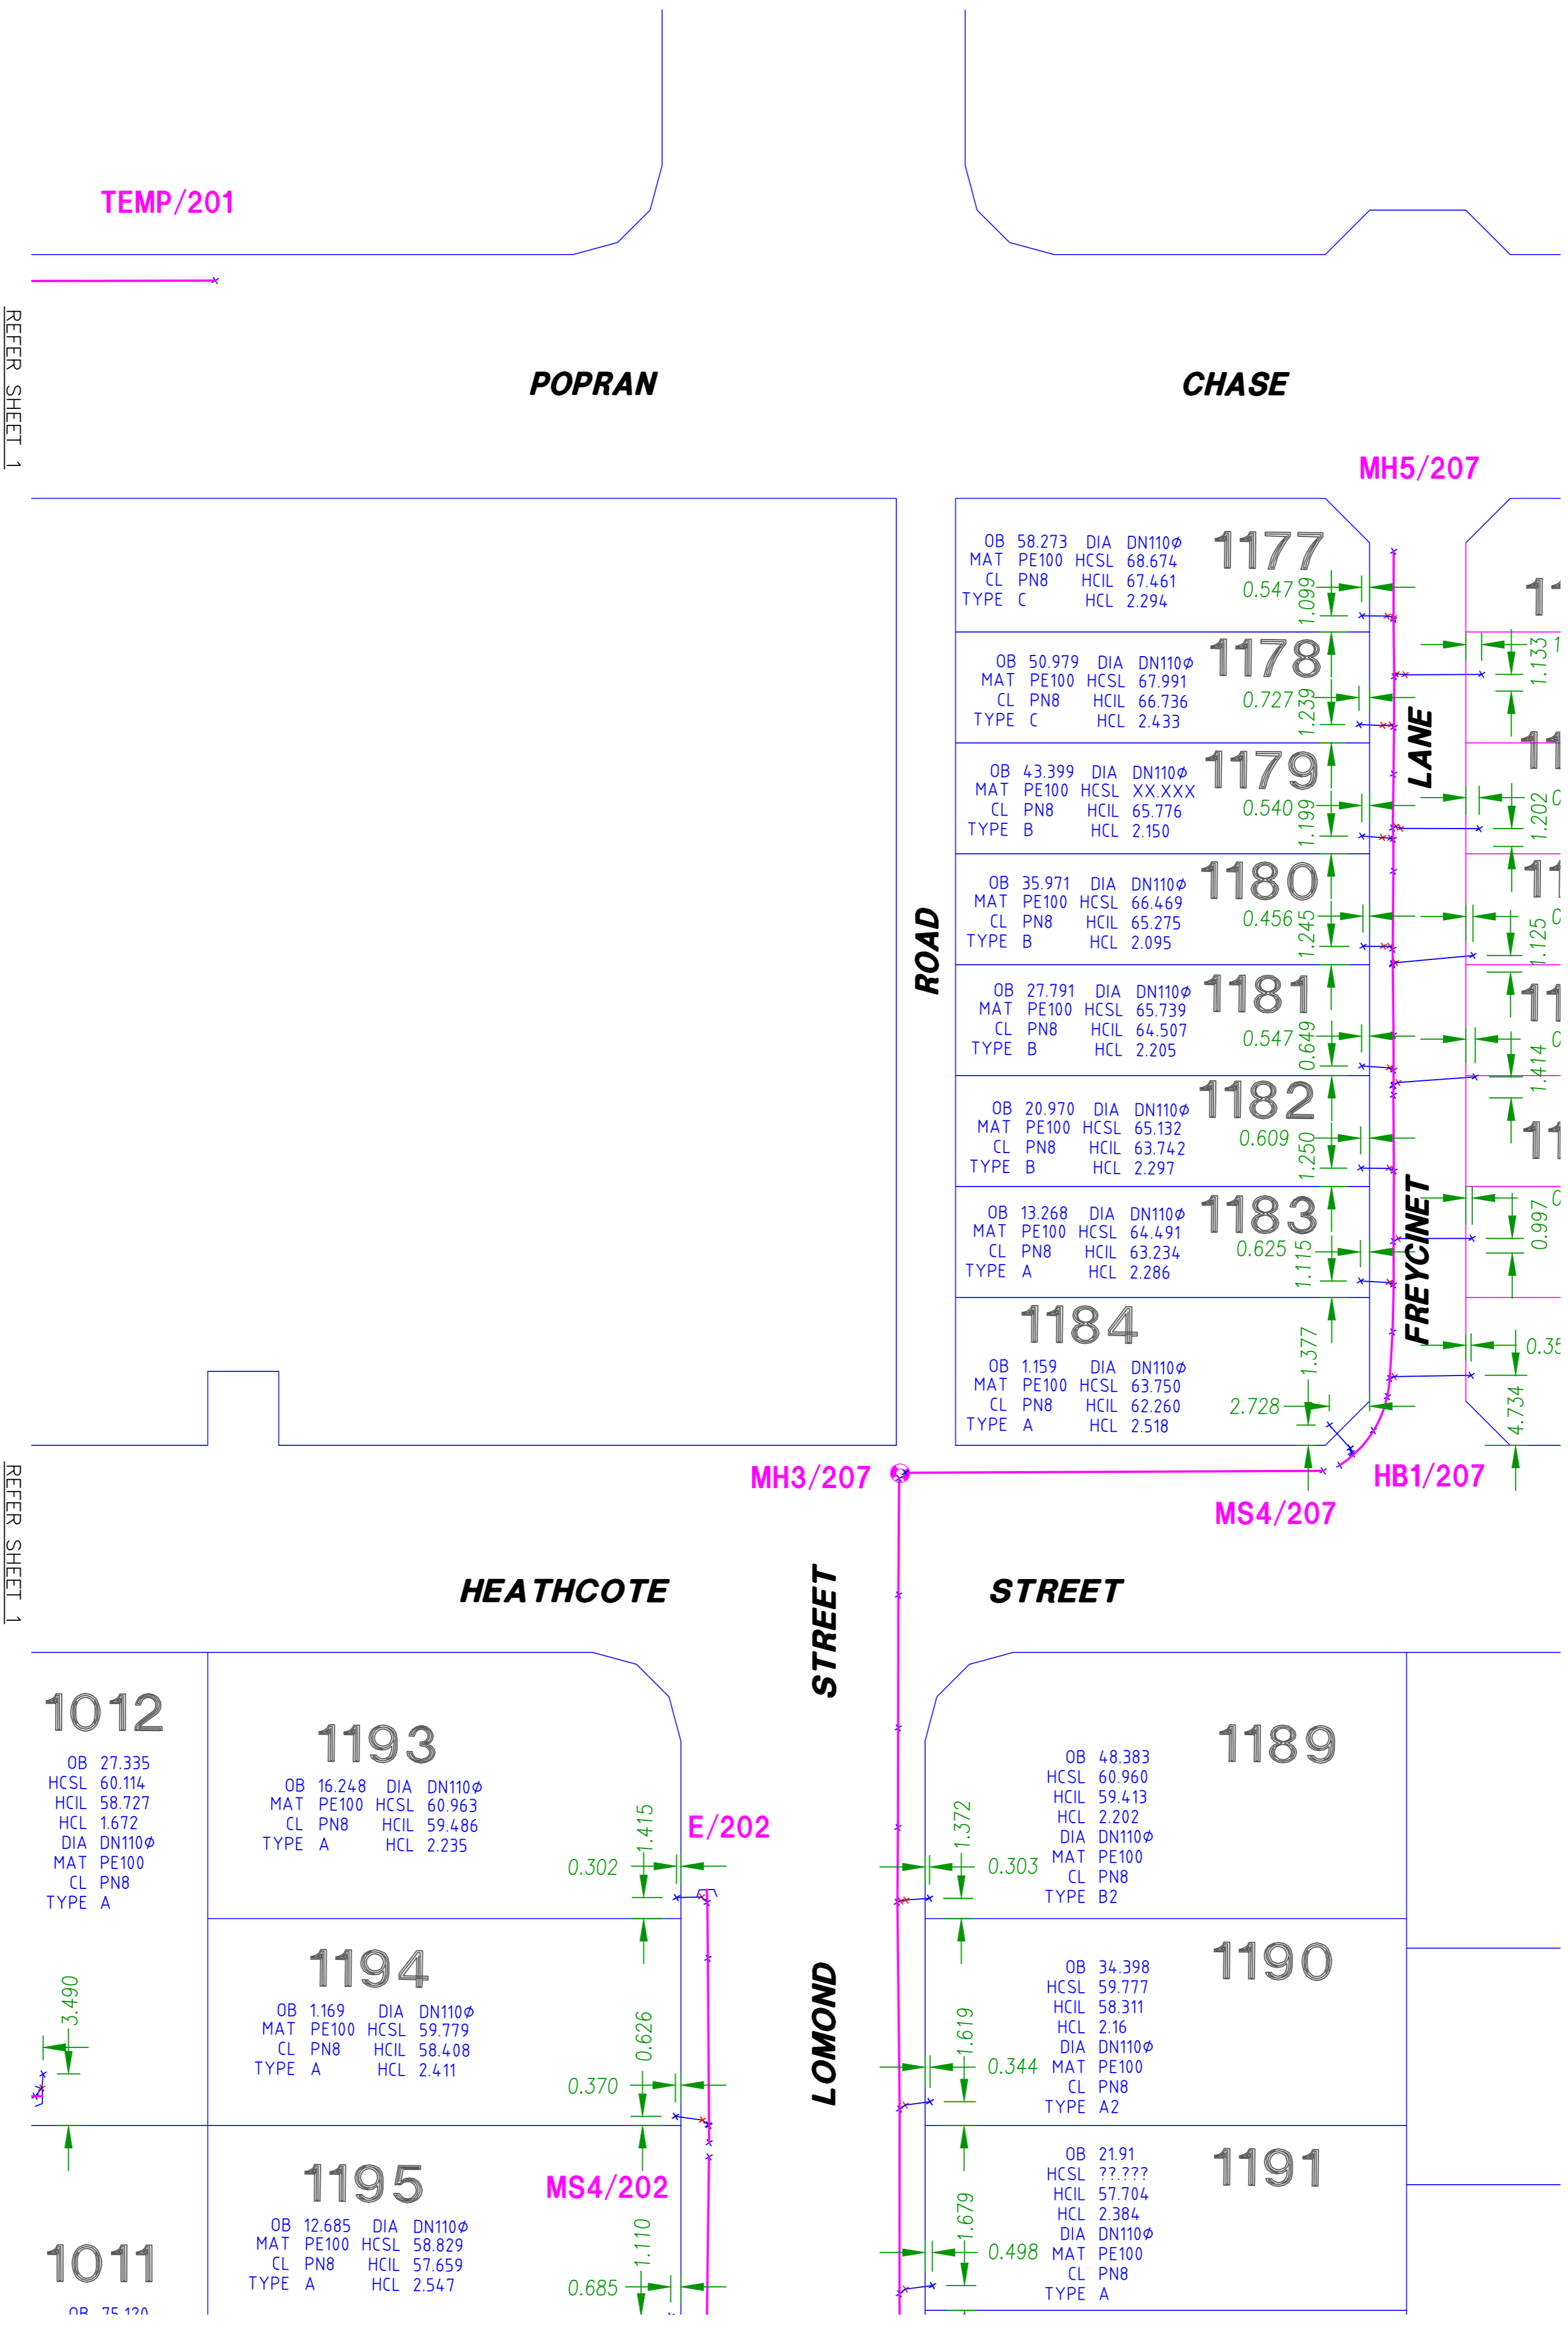 TEMP/201
REFER SHEET 1
POPRAN
CHASE
MH5/207
1177
OB 58.273 DIA DN110ø
MAT PE100 HCSL 68.674
CL PN8 HCIL 67.461
TYPE C HCL 2.294
0.547
1.099
1178
OB 50.979 DIA DN110ø
MAT PE100 HCSL 67.991
CL PN8 HCIL 66.736
TYPE C HCL 2.433
0.727
1.239
1.133
LANE
1179
OB 43.399 DIA DN110ø
MAT PE100 HCSL XX.XXX
CL PN8 HCIL 65.776
TYPE B HCL 2.150
0.540
1.199
1.202
1180
OB 35.971 DIA DN110ø
MAT PE100 HCSL 66.469
CL PN8 HCIL 65.275
TYPE B HCL 2.095
0.456
1.245
1.125
ROAD
1181
OB 27.791 DIA DN110ø
MAT PE100 HCSL 65.739
CL PN8 HCIL 64.507
TYPE B HCL 2.205
0.547
0.649
1.414
1182
OB 20.970 DIA DN110ø
MAT PE100 HCSL 65.132
CL PN8 HCIL 63.742
TYPE B HCL 2.297
0.609
1.250
FREYCINET
1183
OB 13.268 DIA DN110ø
MAT PE100 HCSL 64.491
CL PN8 HCIL 63.234
TYPE A HCL 2.286
0.625
1.115
0.997
1184
OB 1.159 DIA DN110ø
MAT PE100 HCSL 63.750
CL PN8 HCIL 62.260
TYPE A HCL 2.518
1.377
2.728
0.35
4.734
MH3/207
HB1/207
MS4/207
REFER SHEET 1
HEATHCOTE
STREET
STREET
LOMOND
1012
OB 27.335
HCSL 60.114
HCIL 58.727
HCL 1.672
DIA DN110ø
MAT PE100
CL PN8
TYPE A
3.490
1193
OB 16.248 DIA DN110ø
MAT PE100 HCSL 60.963
CL PN8 HCIL 59.486
TYPE A HCL 2.235
0.302
1.415
E/202
1189
OB 48.383
HCSL 60.960
HCIL 59.413
HCL 2.202
DIA DN110ø
MAT PE100
CL PN8
TYPE B2
1.372
0.303
1194
OB 1.169 DIA DN110ø
MAT PE100 HCSL 59.779
CL PN8 HCIL 58.408
TYPE A HCL 2.411
0.370
0.626
1190
OB 34.398
HCSL 59.777
HCIL 58.311
HCL 2.16
DIA DN110ø
MAT PE100
CL PN8
TYPE A2
1.619
0.344
1195
OB 12.685 DIA DN110ø
MAT PE100 HCSL 58.829
CL PN8 HCIL 57.659
TYPE A HCL 2.547
0.685
1.110
MS4/202
1191
OB 21.91
HCSL ??.???
HCIL 57.704
HCL 2.384
DIA DN110ø
MAT PE100
CL PN8
TYPE A
1.679
0.498
1011
OB 75.120